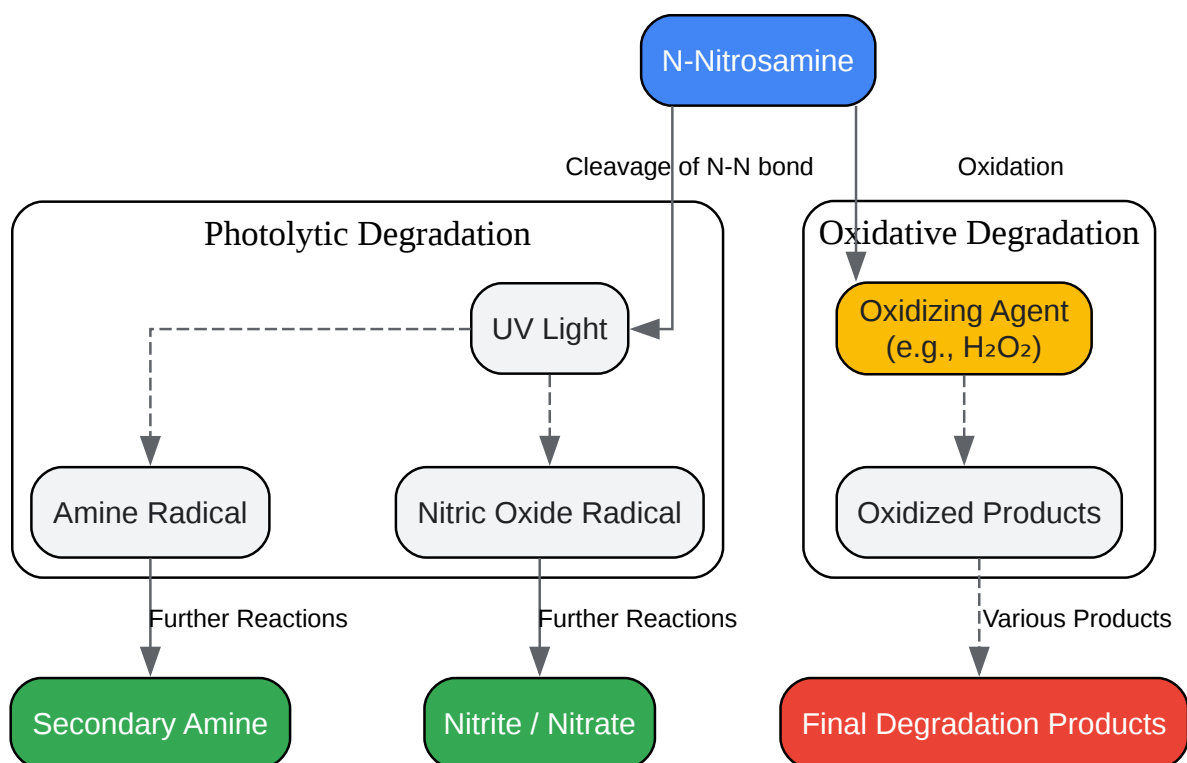 N-Nitrosamine
Cleavage of N-N bond
Oxidation
Photolytic Degradation
Oxidative Degradation
UV Light
Oxidizing Agent
(e.g., H₂O₂)
Amine Radical
Nitric Oxide Radical
Oxidized Products
Further Reactions
Further Reactions
Various Products
Secondary Amine
Nitrite / Nitrate
Final Degradation Products